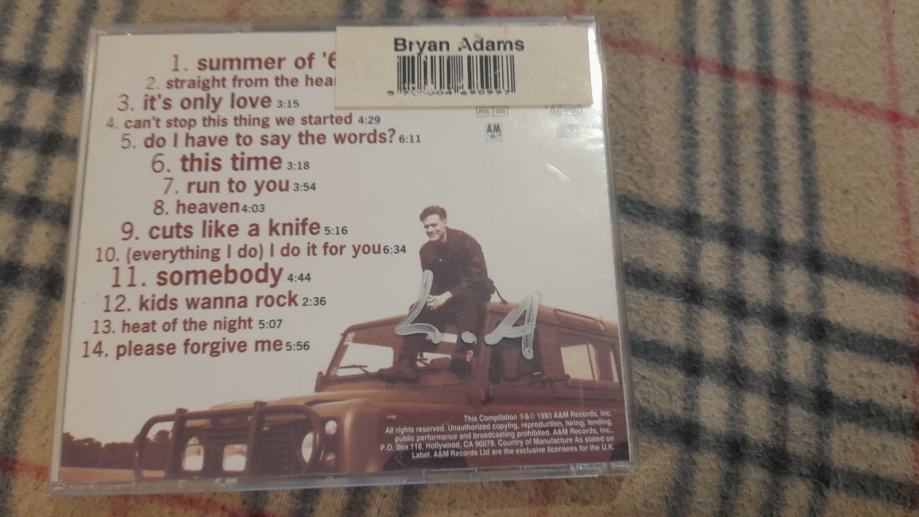 Bryan Adams
1. summer of '6
2. straight from the hear
3. it's only love 3:15
4. can't stop this thing we started 4:29
5. do I have to say the words? 6:11
6. this time 3:18
7. run to you 3:54
8. heaven 4:03
9. cuts like a knife 5:16
10. (everything I do) I do it for you 6:34
11. somebody 4:44
12. kids wanna rock 2:36
13. heat of the night 5:07
14. please forgive me 5:56
A&M
L..A
This Compilation ℗&© 1993 A&M Records, Inc.
All rights reserved. Unauthorized copying, reproduction, hiring, lending,
public performance and broadcasting prohibited. A&M Records, Inc.,
P.O. Box 118, Hollywood, CA 90078. Country of Manufacture As stated on
Label. A&M Records Ltd are the exclusive licensees for the U.K.